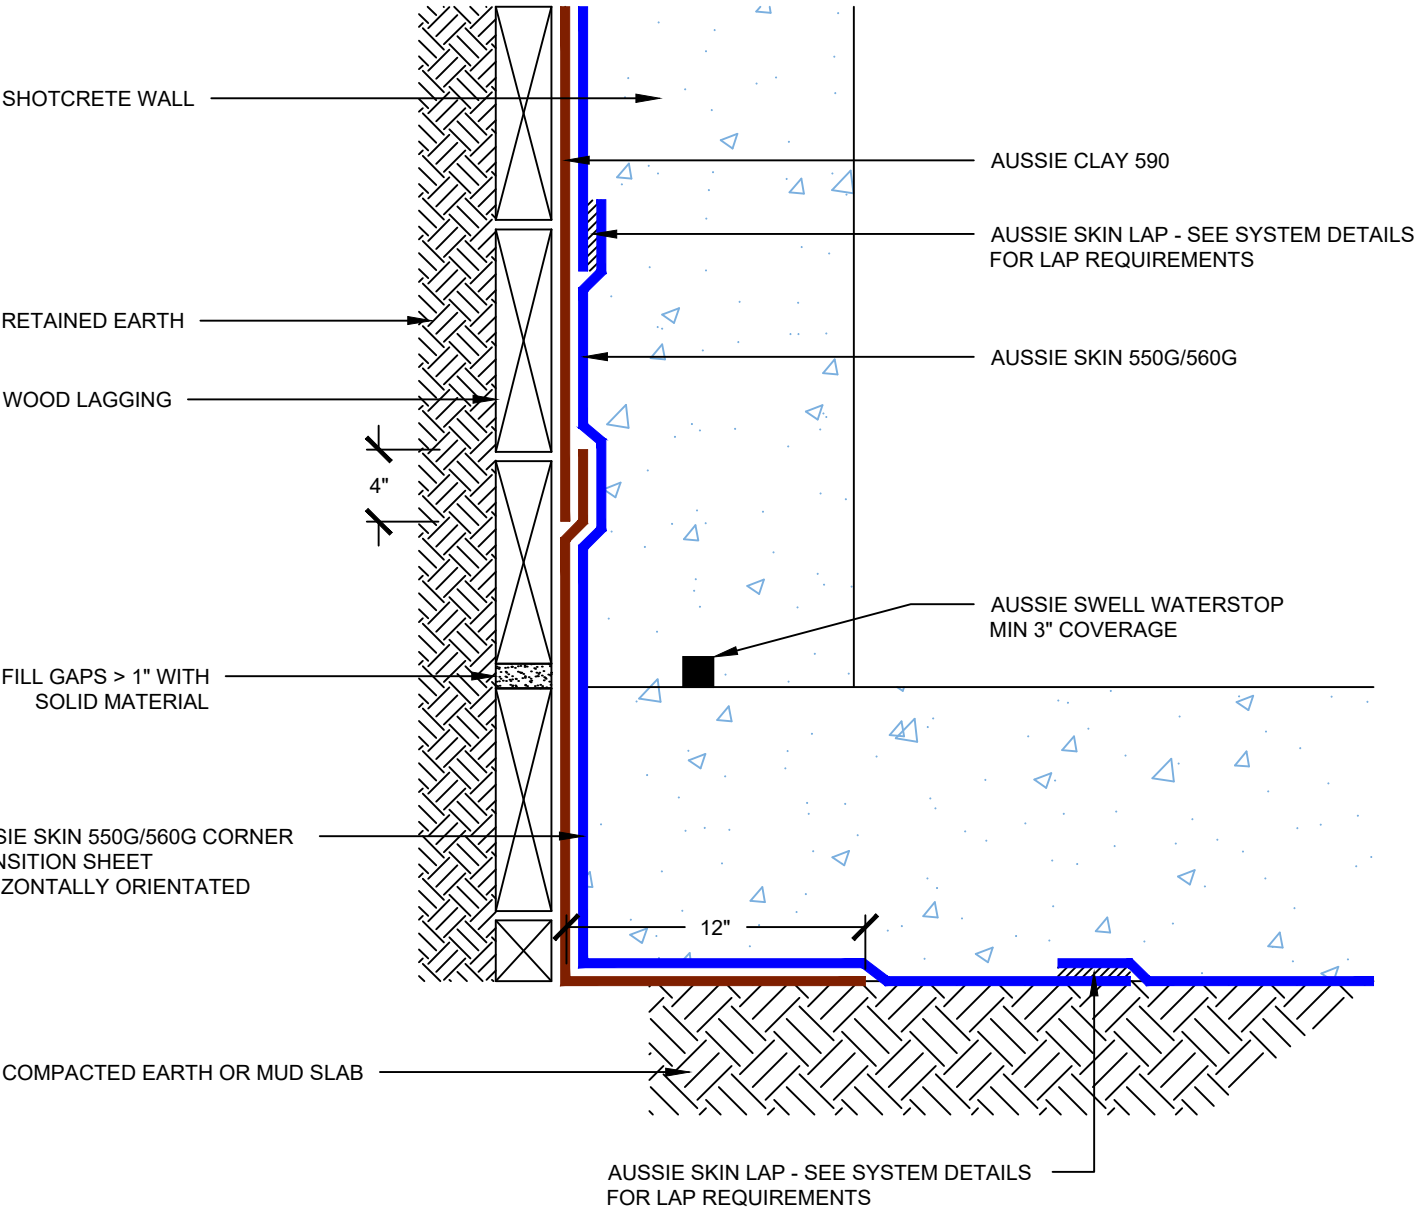 SHOTCRETE WALL
AUSSIE CLAY 590
AUSSIE SKIN LAP - SEE SYSTEM DETAILS
FOR LAP REQUIREMENTS
RETAINED EARTH
AUSSIE SKIN 550G/560G
WOOD LAGGING
4"
AUSSIE SWELL WATERSTOP
MIN 3" COVERAGE
FILL GAPS > 1" WITH
SOLID MATERIAL
SKIN 550G/560G CORNER
SHEET
ORIENTATED
12"
COMPACTED EARTH OR MUD SLAB
AUSSIE SKIN LAP - SEE SYSTEM DETAILS
FOR LAP REQUIREMENTS